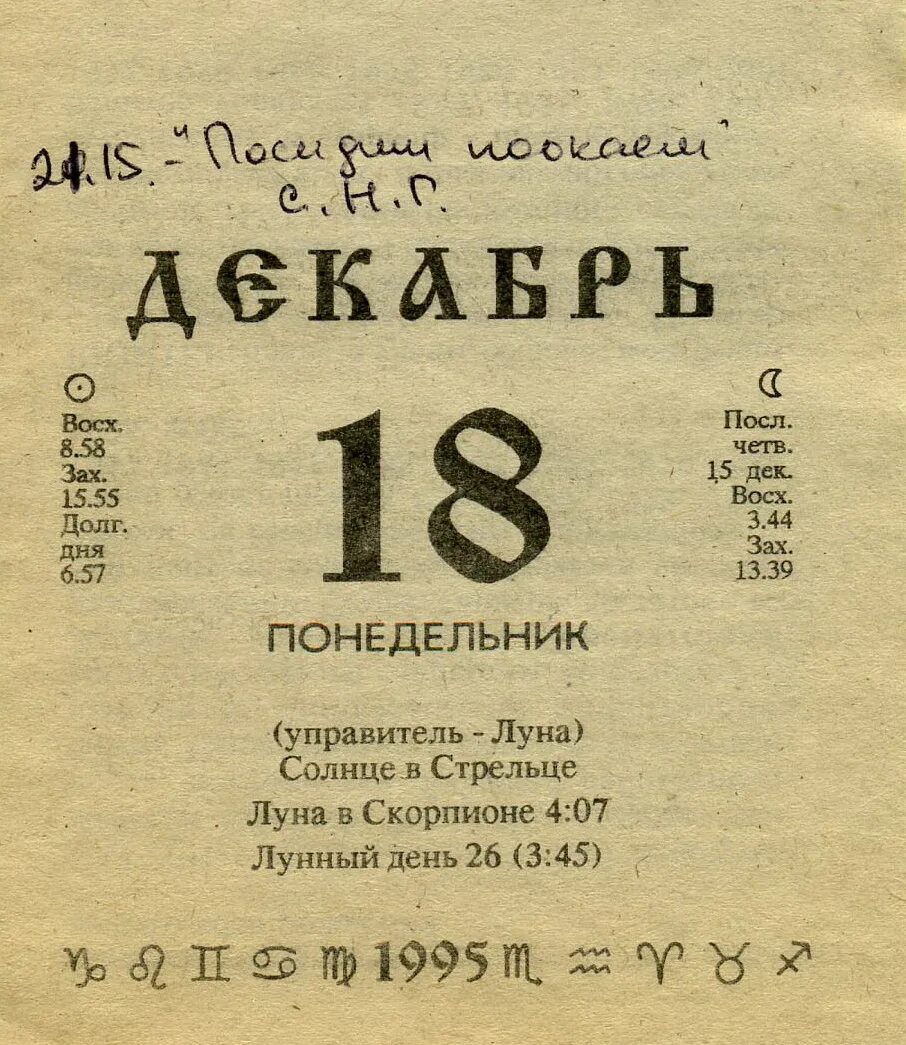 21.15. - "Посидим поокаем"
С.Н.Г.
ДЕКАБРЬ
☉
Восх.
8.58
Зах.
15.55
Долг.
дня
6.57
18
☾
Посл.
четв.
15 дек.
Восх.
3.44
Зах.
13.39
ПОНЕДЕЛЬНИК
(управитель - Луна)
Солнце в Стрельце
Луна в Скорпионе 4:07
Лунный день 26 (3:45)
♑ ♌ ♊ ♋ ♍ 1995 ♏ ♒ ♈ ♉ ♐